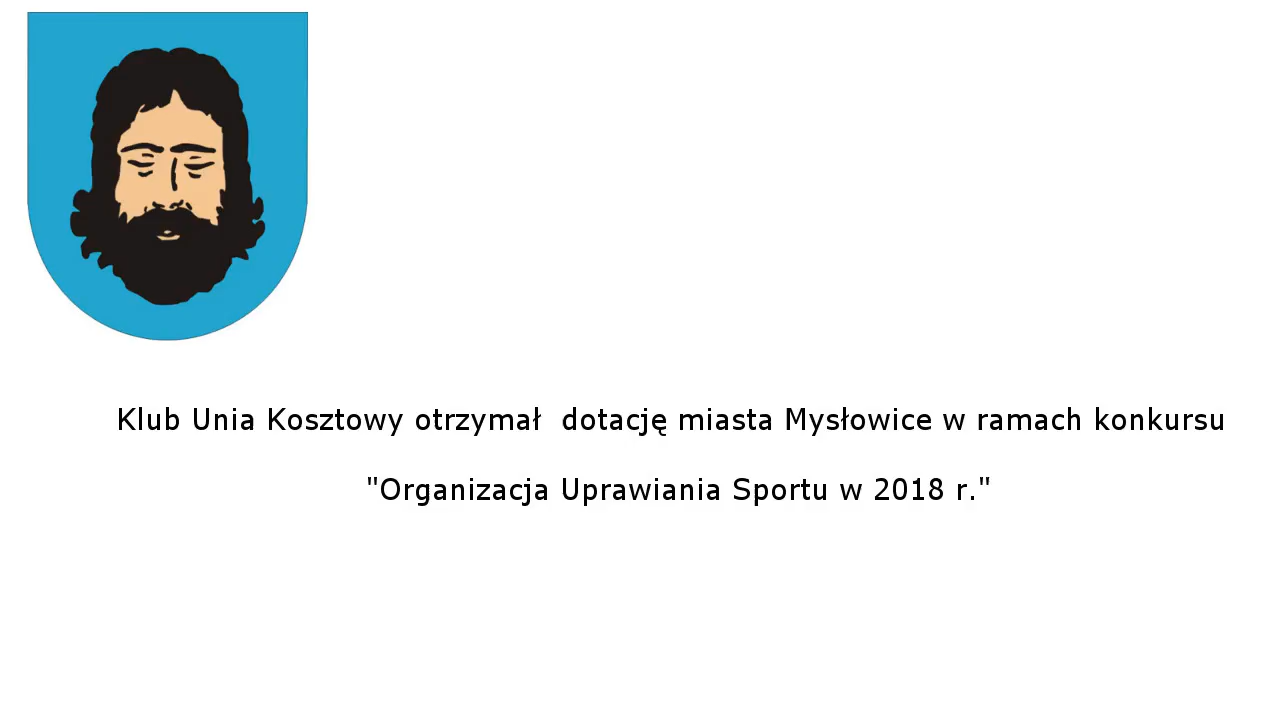 Klub Unia Kosztowy otrzymał  dotację miasta Mysłowice w ramach konkursu
"Organizacja Uprawiania Sportu w 2018 r."